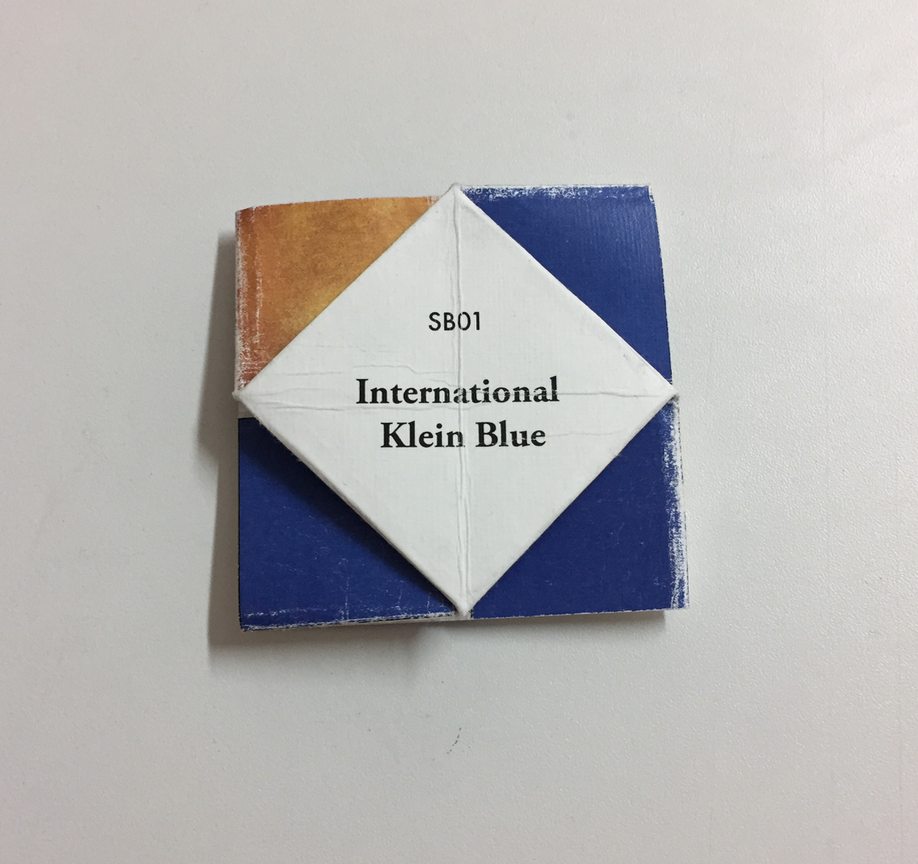 SB01
International
Klein Blue